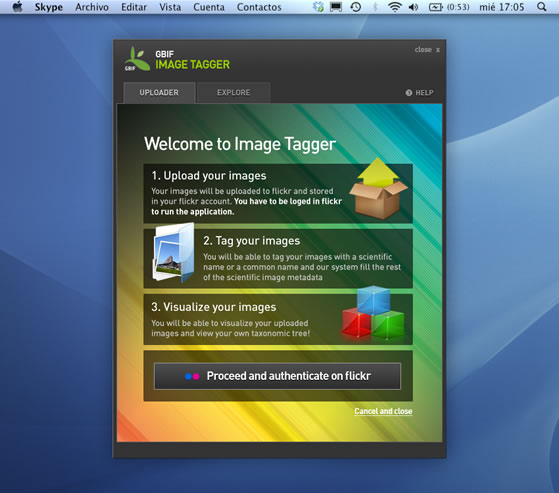 Skype Archivo Editar Vista Cuenta Contactos (0:53) mié 17:05
close x
GBIF
GBIF
IMAGE TAGGER
UPLOADER EXPLORE HELP
Welcome to Image Tagger
1. Upload your images
Your images will be uploaded to flickr and stored
in your flickr account. You have to be loged in flickr
to run the application.
2. Tag your images
You will be able to tag your images with a scientific
name or a common name and our system fill the rest
of the scientific image metadata
3. Visualize your images
You will be able to visualize your uploaded
images and view your own taxonomic tree!
Proceed and authenticate on flickr
Cancel and close